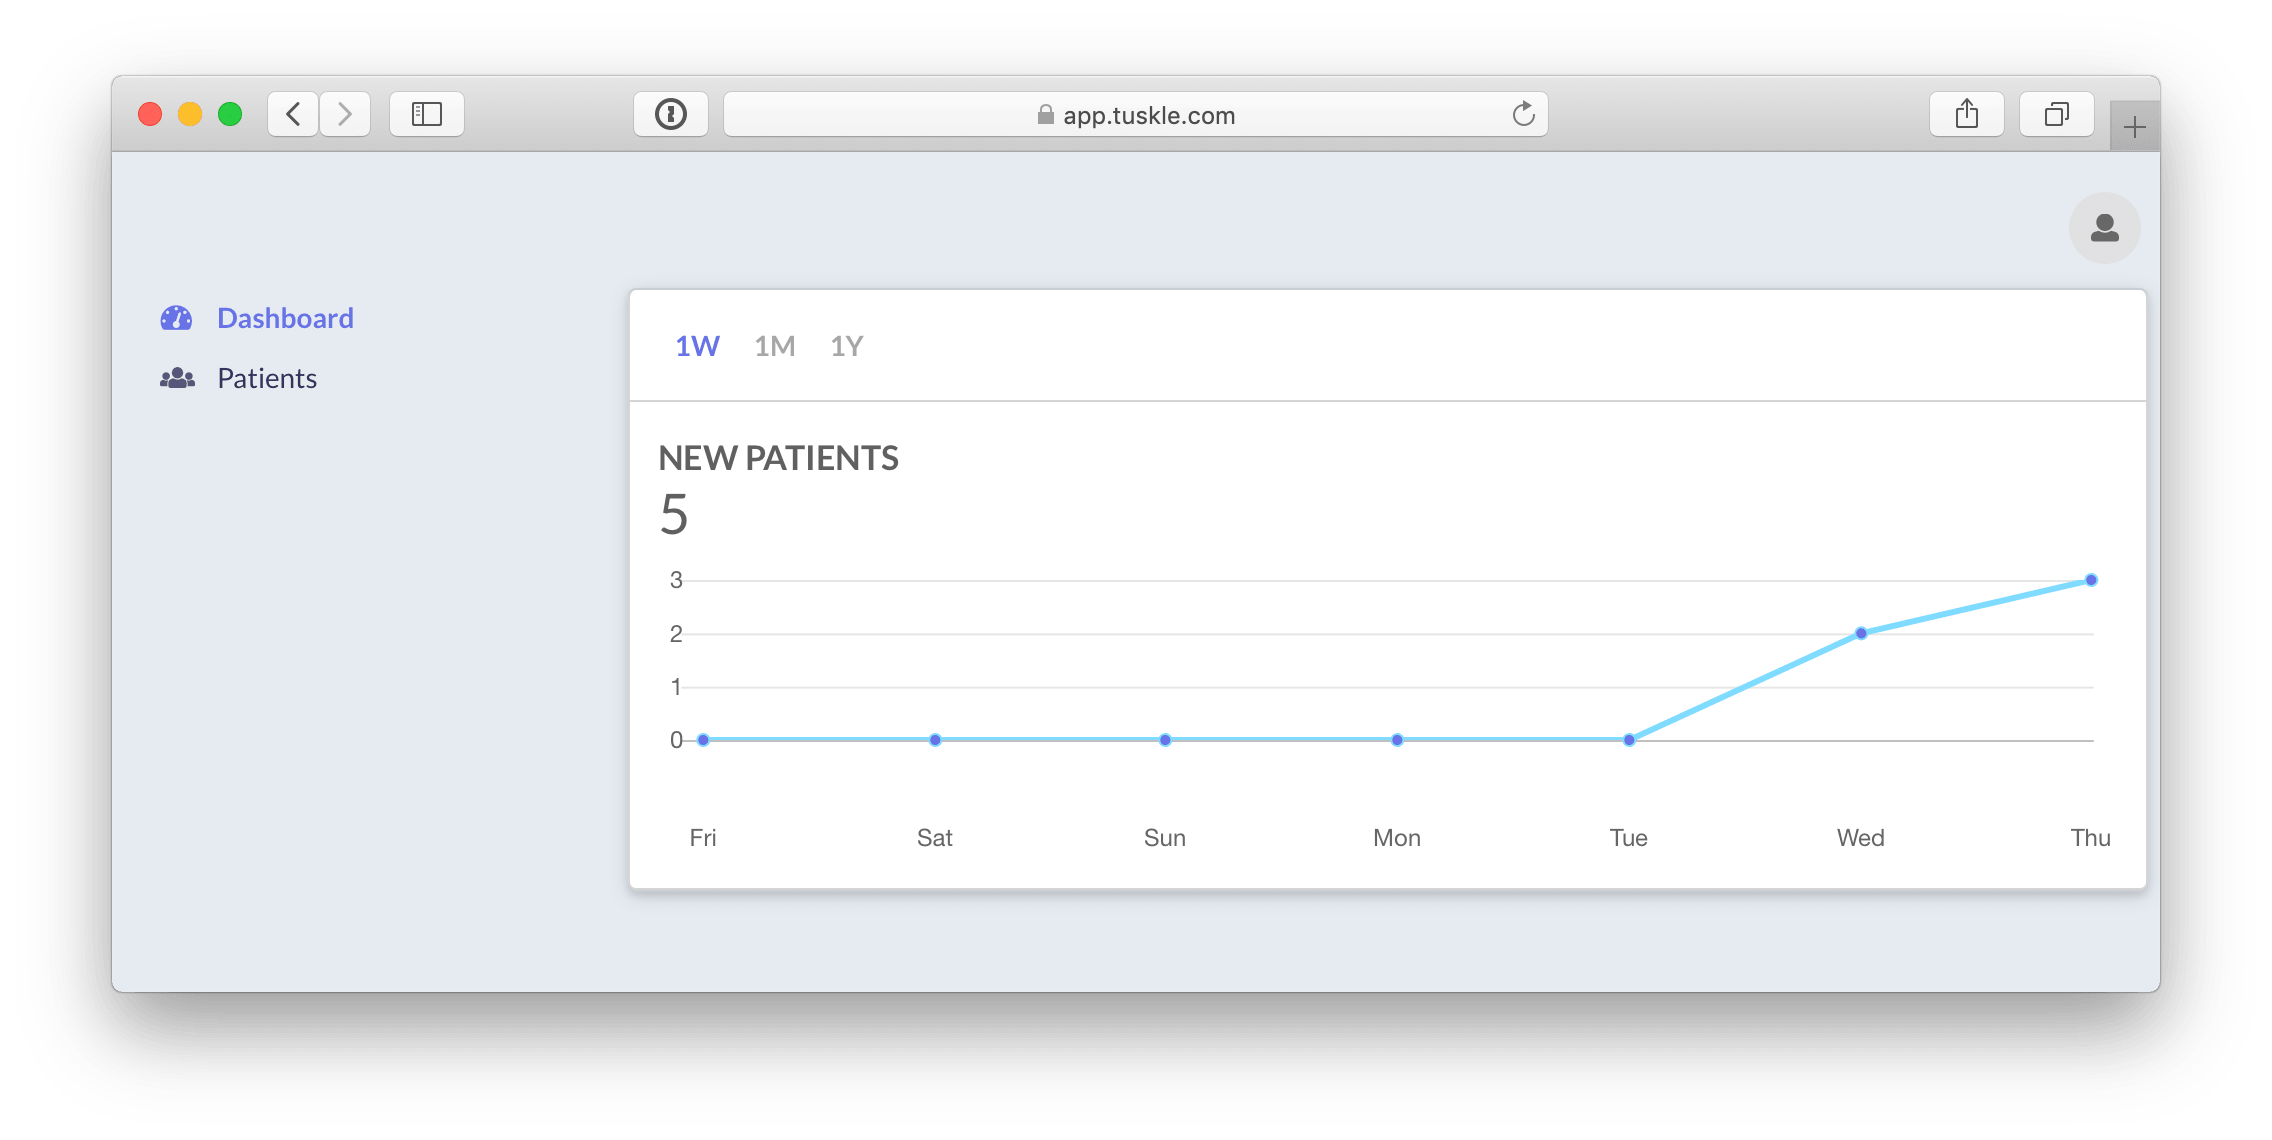 app.tuskle.com
Dashboard
Patients
1W 1M 1Y
NEW PATIENTS
5
3
2
1
0
Fri Sat Sun Mon Tue Wed Thu